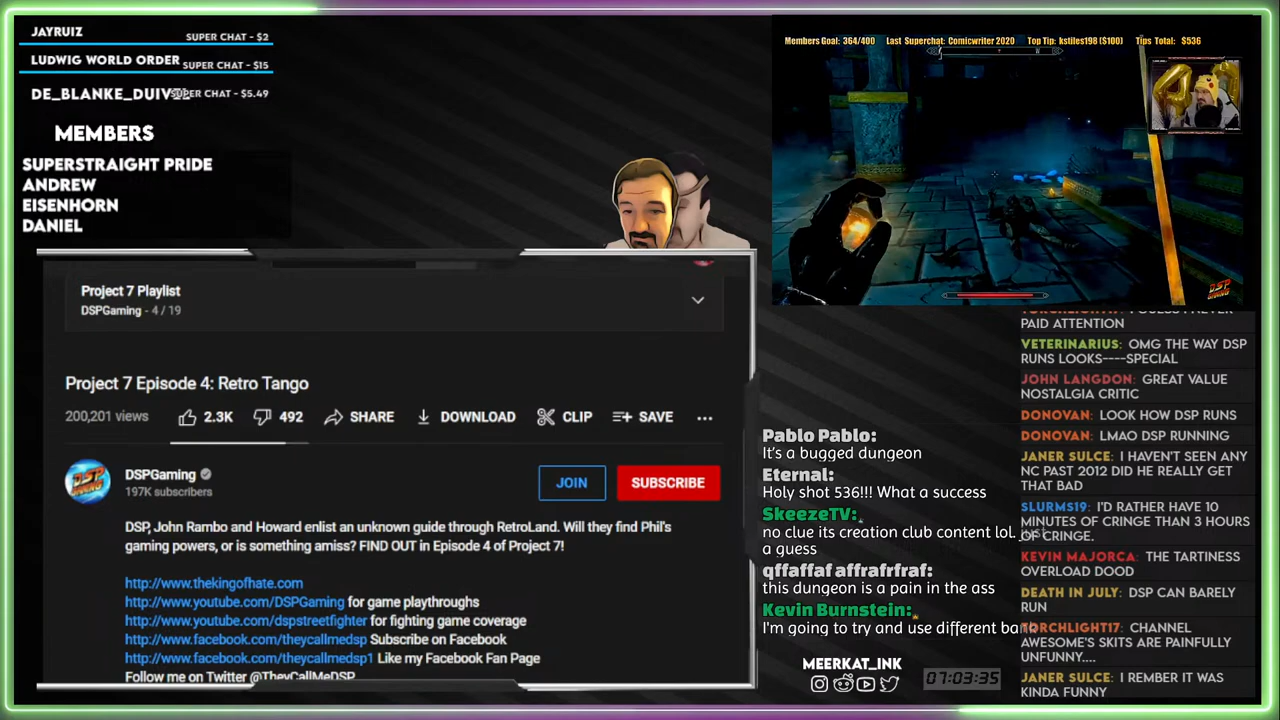 JAYRUIZ
SUPER CHAT - $2
LUDWIG WORLD ORDER
SUPER CHAT - $15
SUPER CHAT - $5.49
MEMBERS
SUPERSTRAIGHT PRIDE
ANDREW
EISENHORN
DANIEL
Project 7 Playlist
DSPGaming - 4 / 19
Project 7 Episode 4: Retro Tango
200,201 views
2.3K
492
SHARE
DOWNLOAD
CLIP
SAVE
DSPGaming
197K subscribers
JOIN
SUBSCRIBE
DSP, John Rambo and Howard enlist an unknown guide through RetroLand. Will they find Phil's
gaming powers, or is something amiss? FIND OUT in Episode 4 of Project 7!
http://www.thekingofhate.com
http://www.youtube.com/DSPGaming for game playthroughs
http://www.youtube.com/dspstreetfighter for fighting game coverage
http://www.facebook.com/theycallmedsp Subscribe on Facebook
http://www.facebook.com/theycallmedsp1 Like my Facebook Fan Page
Follow me on Twitter @TheyCallMeDSP
Members Goal: 364/400 Last Superchat: Comicwriter 2020 Top Tip: kstiles198 ($100) Tips Total: $536
DSP
GAMING
Pablo Pablo:
It's a bugged dungeon
Eternal:
Holy shot 536!!! What a success
SkeezeTV:
no clue its creation club content lol. just
a guess
qffaffaf affrafrfraf:
this dungeon is a pain in the ass
Kevin Burnstein:
I'm going to try and use different bank
MEERKAT_INK
07:03:35
PAID ATTENTION
VETERINARIUS: OMG THE WAY DSP
RUNS LOOKS----SPECIAL
JOHN LANGDON: GREAT VALUE
NOSTALGIA CRITIC
DONOVAN: LOOK HOW DSP RUNS
DONOVAN: LMAO DSP RUNNING
JANER SULCE: I HAVEN'T SEEN ANY
NC PAST 2012 DID HE REALLY GET
THAT BAD
SLURMS19: I'D RATHER HAVE 10
MINUTES OF CRINGE THAN 3 HOURS
OF CRINGE.
KEVIN MAJORCA: THE TARTINESS
OVERLOAD DOOD
DEATH IN JULY: DSP CAN BARELY
RUN
TORCHLIGHT17: CHANNEL
AWESOME'S SKITS ARE PAINFULLY
UNFUNNY....
JANER SULCE: I REMBER IT WAS
KINDA FUNNY